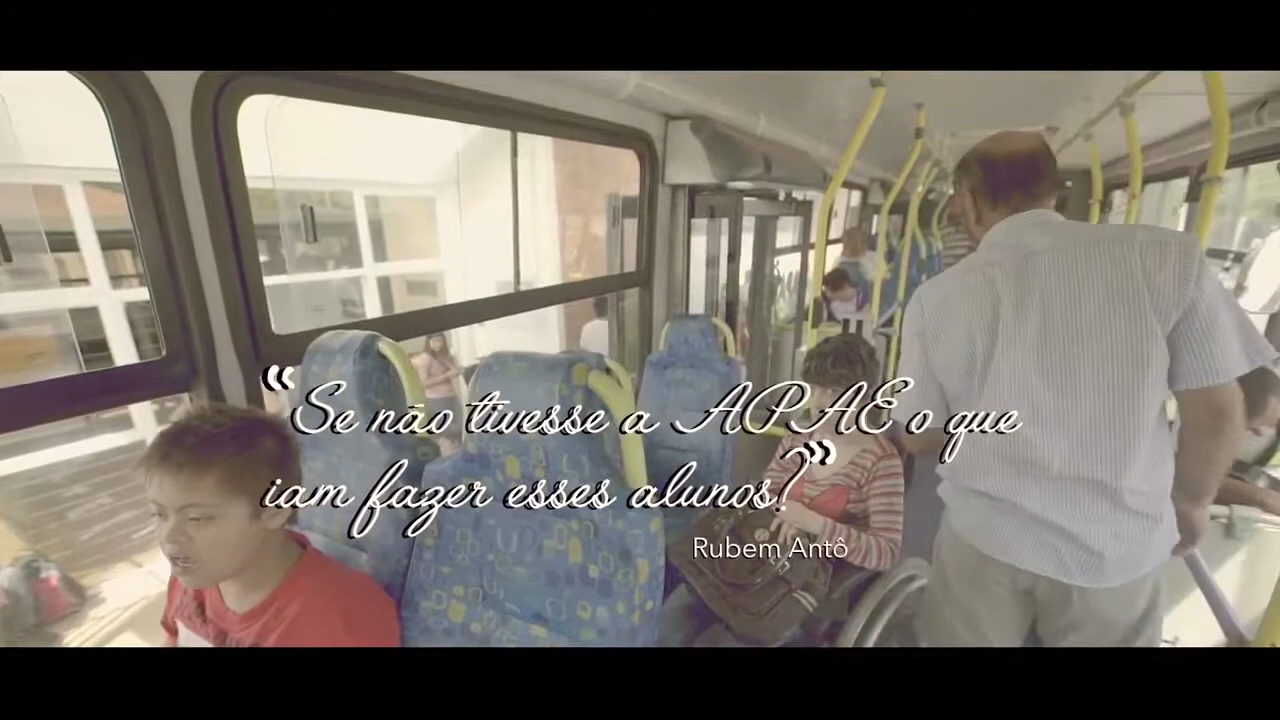 “Se não tivesse a APAE o que
iam fazer esses alunos?”
Rubem Antô